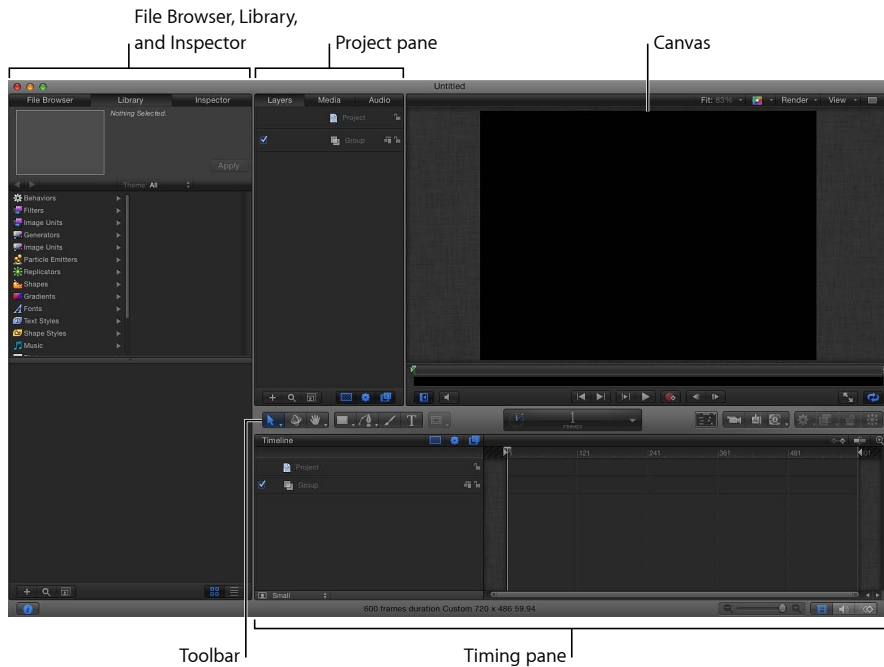 File Browser, Library,
and Inspector
Project pane
Canvas
Untitled
File Browser
Library
Inspector
Layers
Media
Audio
Fit: 83%
Render
View
Nothing Selected.
Project
Group
Apply
Theme: All
Behaviors
Filters
Image Units
Generators
Image Units
Particle Emitters
Replicators
Shapes
Gradients
Fonts
Text Styles
Shape Styles
Music
1
FRAMES
T
Timeline
121
241
361
481
Project
Group
Small
600 frames duration Custom 720 x 486 59.94
Toolbar
Timing pane